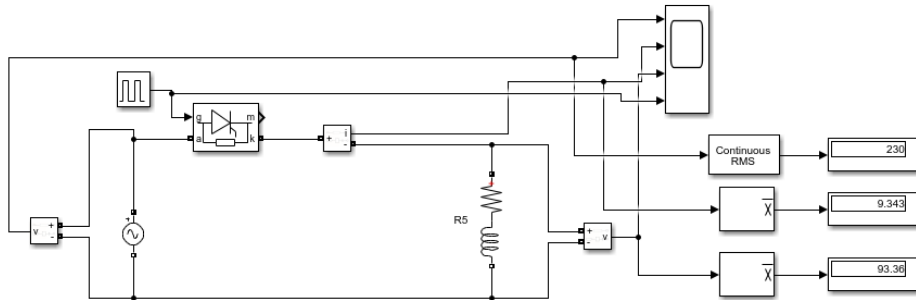 g
m
a
k
+
i
-
Continuous
RMS
230
x
9.343
R5
v
+
-
+
-
v
x
93.36